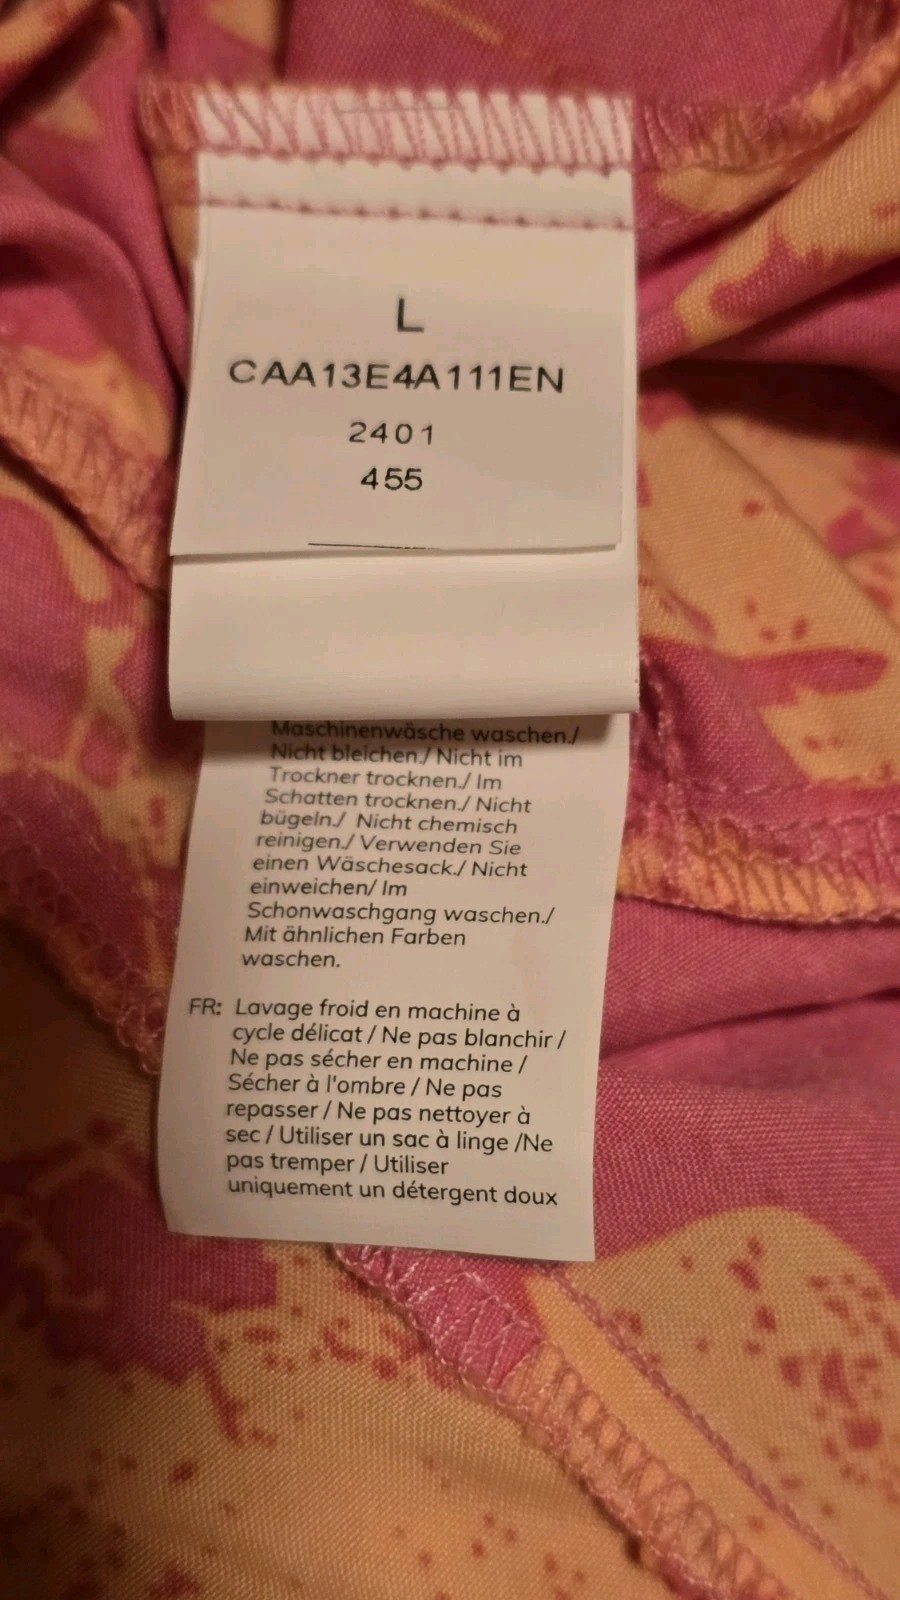 L
CAA13E4A111EN
2401
455
Maschinenwäsche waschen./
Nicht bleichen./ Nicht im
Trockner trocknen./ Im
Schatten trocknen./ Nicht
bügeln./ Nicht chemisch
reinigen./ Verwenden Sie
einen Wäschesack./ Nicht
einweichen/ Im
Schonwaschgang waschen./
Mit ähnlichen Farben
waschen.
FR: Lavage froid en machine à
cycle délicat / Ne pas blanchir /
Ne pas sécher en machine /
Sécher à l'ombre / Ne pas
repasser / Ne pas nettoyer à
sec / Utiliser un sac à linge /Ne
pas tremper / Utiliser
uniquement un détergent doux